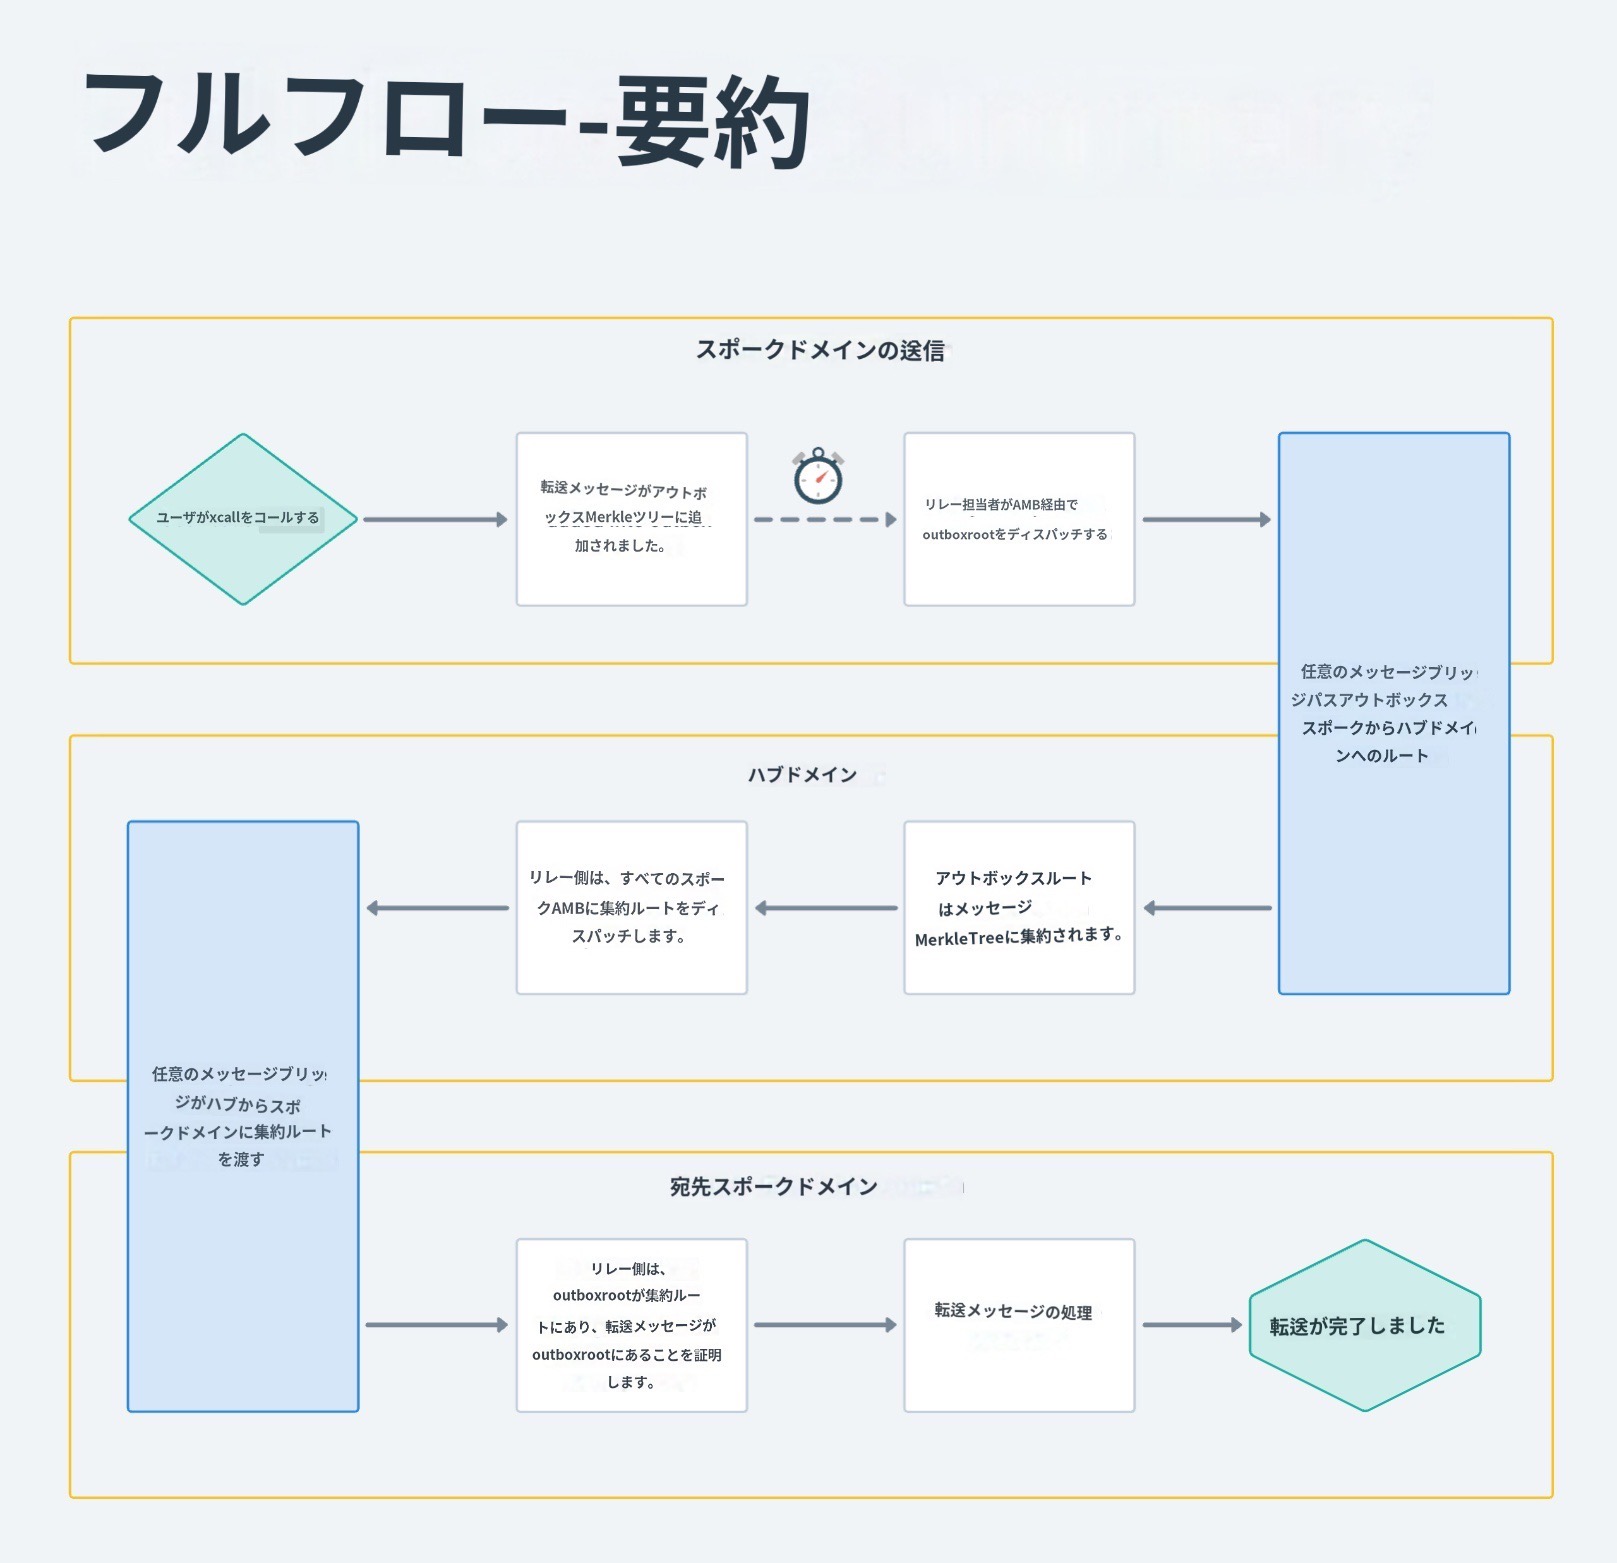 フルフロー-要約
スポークドメインの送信
ユーザがxcallをコールする
転送メッセージがアウトボ
ックスMerkleツリーに追
加されました。
リレー担当者がAMB経由で
outboxrootをディスパッチする
任意のメッセージブリッ
ジパスアウトボックス
スポークからハブドメイ
ンへのルート
ハブドメイン
アウトボックスルート
はメッセージ
MerkleTreeに集約されます。
リレー側は、すべてのスポー
クAMBに集約ルートをディ
スパッチします。
任意のメッセージブリッ
ジがハブからスポ
ークドメインに集約ルート
を渡す
宛先スポークドメイン
リレー側は、
outboxrootが集約ルー
トにあり、転送メッセージが
outboxrootにあることを証明
します。
転送メッセージの処理
転送が完了しました